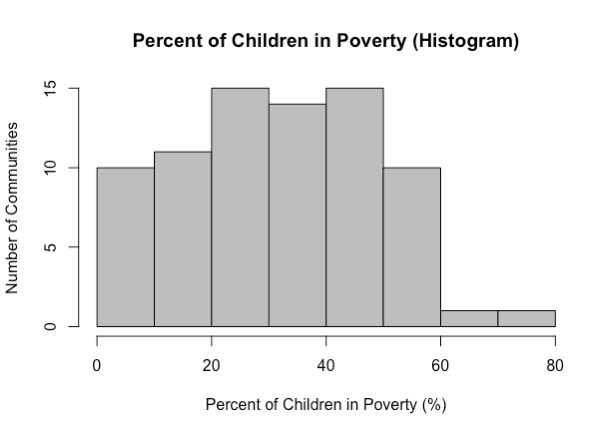 Percent of Children in Poverty (Histogram)
Number of Communities
15
10
5
0
0 20 40 60 80
Percent of Children in Poverty (%)